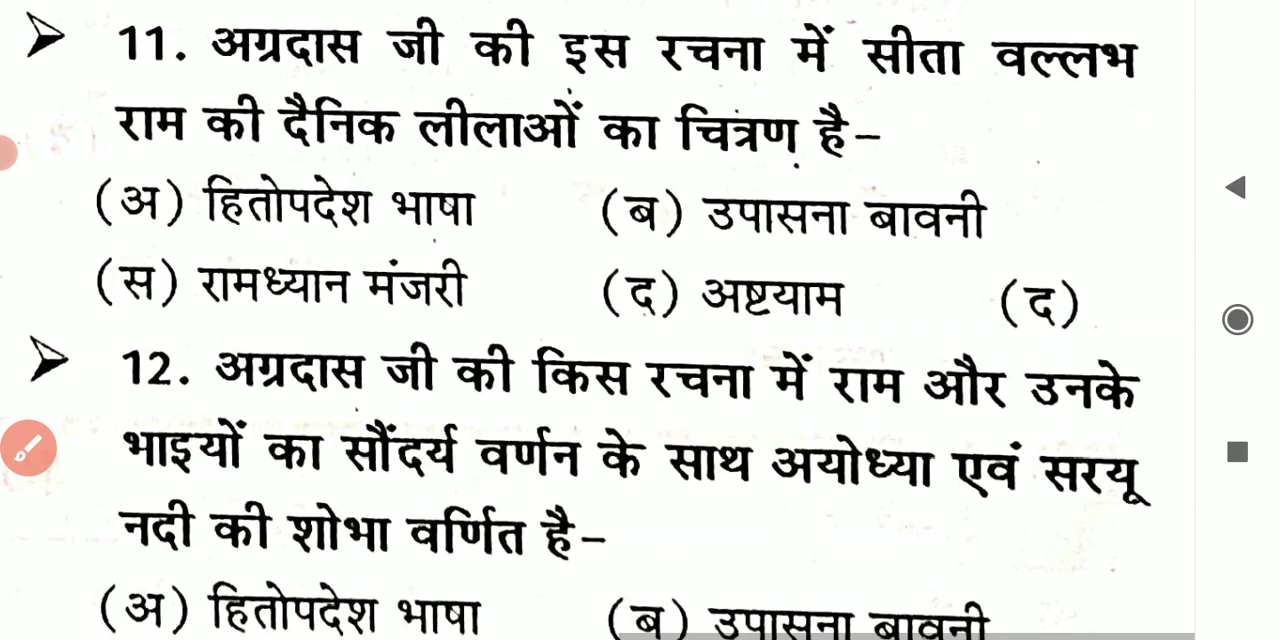 ➤ 11. अग्रदास जी की इस रचना में सीता वल्लभ
राम की दैनिक लीलाओं का चित्रण है–
(अ) हितोपदेश भाषा (ब) उपासना बावनी
(स) रामध्यान मंजरी (द) अष्टयाम (द)
➤ 12. अग्रदास जी की किस रचना में राम और उनके
भाइयों का सौंदर्य वर्णन के साथ अयोध्या एवं सरयू
नदी की शोभा वर्णित है–
(अ) हितोपदेश भाषा (ब) उपासना बावनी